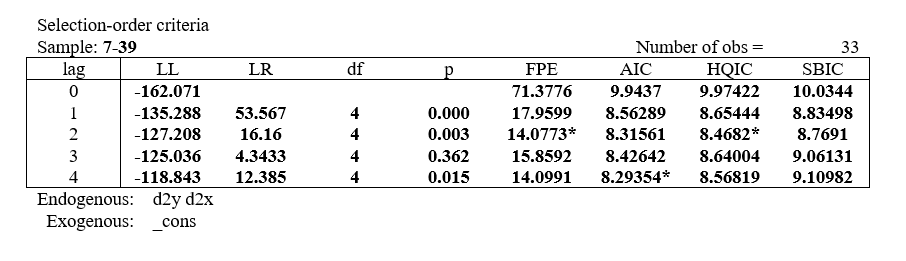 Selection-order criteria
Sample: 7-39 Number of obs = 33
lag LL LR df p FPE AIC HQIC SBIC
0 -162.071 71.3776 9.9437 9.97422 10.0344
1 -135.288 53.567 4 0.000 17.9599 8.56289 8.65444 8.83498
2 -127.208 16.16 4 0.003 14.0773* 8.31561 8.4682* 8.7691
3 -125.036 4.3433 4 0.362 15.8592 8.42642 8.64004 9.06131
4 -118.843 12.385 4 0.015 14.0991 8.29354* 8.56819 9.10982
Endogenous: d2y d2x
Exogenous: _cons